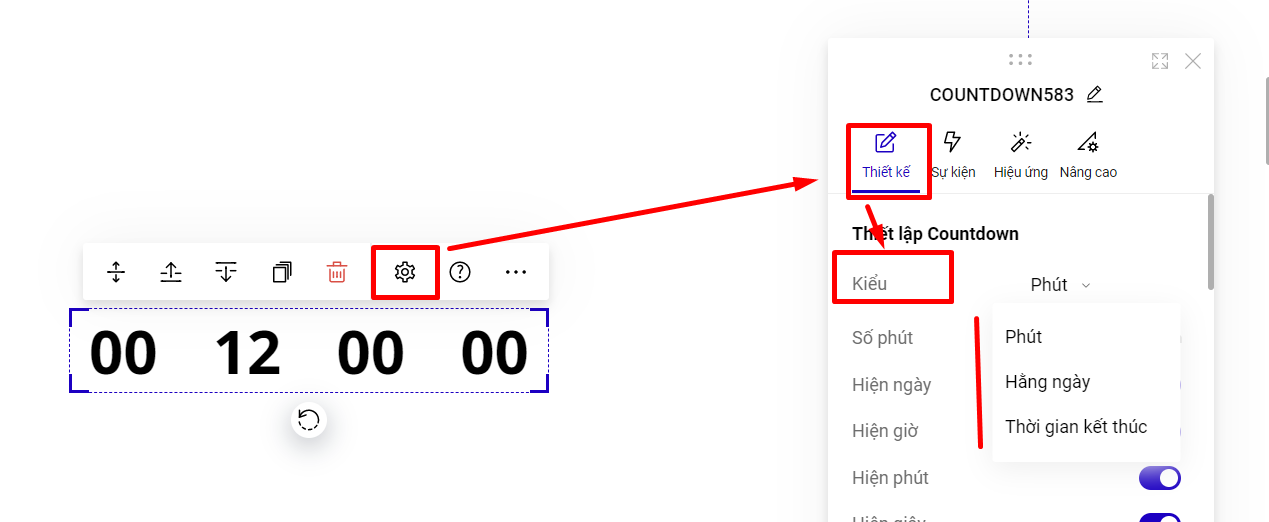 COUNTDOWN583
Thiết kế Sự kiện Hiệu ứng Nâng cao
Thiết lập Countdown
Kiểu Phút
00 12 00 00
Số phút
Phút
Hiện ngày
Hằng ngày
Hiện giờ
Thời gian kết thúc
Hiện phút
Hiện giây